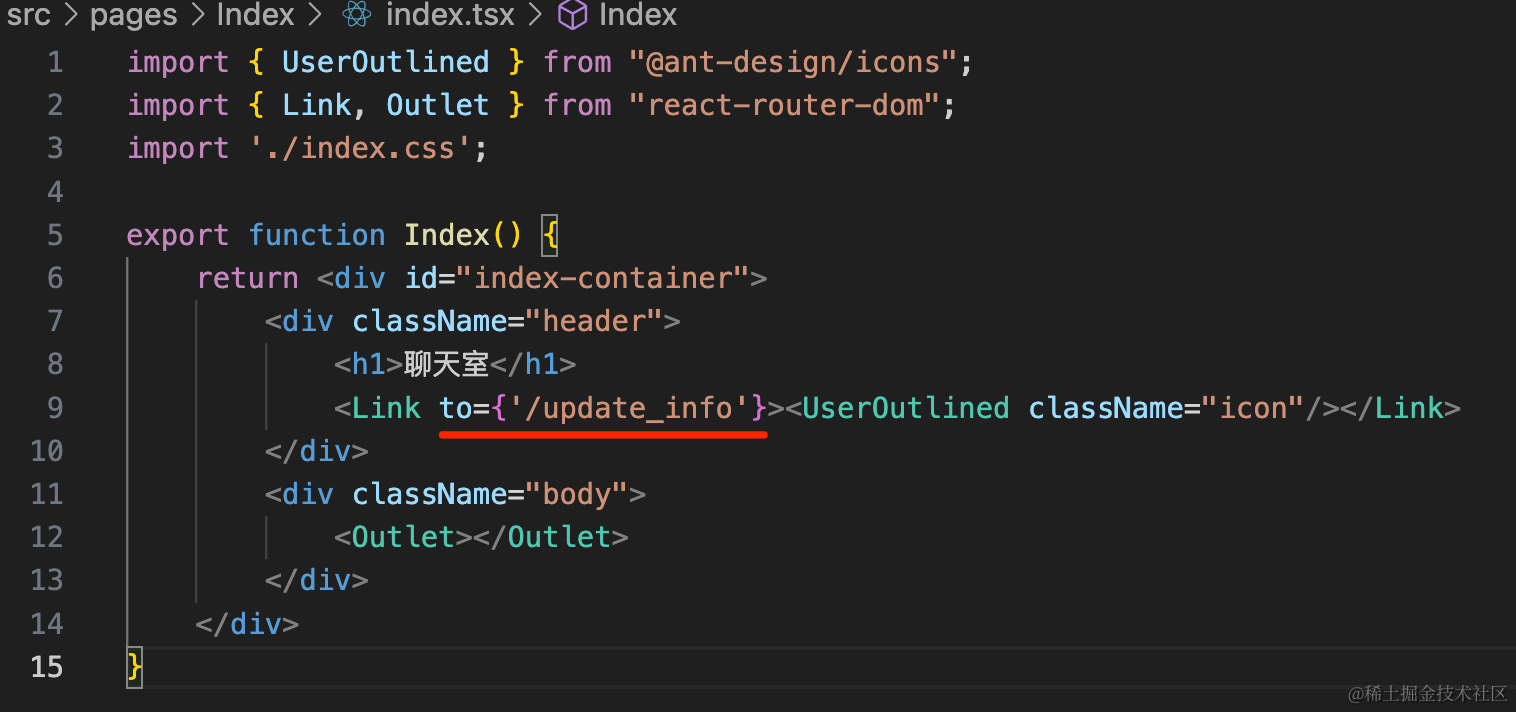 src > pages > Index > index.tsx > Index
1 import { UserOutlined } from "@ant-design/icons";
2 import { Link, Outlet } from "react-router-dom";
3 import './index.css';
4
5 export function Index() {
6 return <div id="index-container">
7 <div className="header">
8 <h1>聊天室</h1>
9 <Link to={'/update_info'}><UserOutlined className="icon"/></Link>
10 </div>
11 <div className="body">
12 <Outlet></Outlet>
13 </div>
14 </div>
15 }
@稀土掘金技术社区